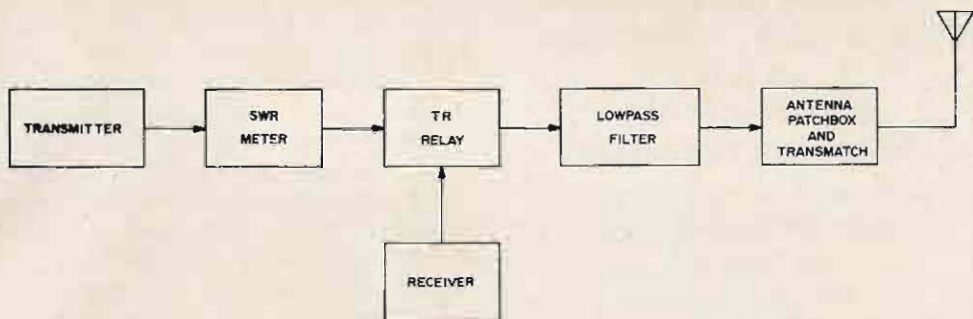 TRANSMITTER
SWR
METER
TR
RELAY
LOWPASS
FILTER
ANTENNA
PATCHBOX
AND
TRANSMATCH
RECEIVER